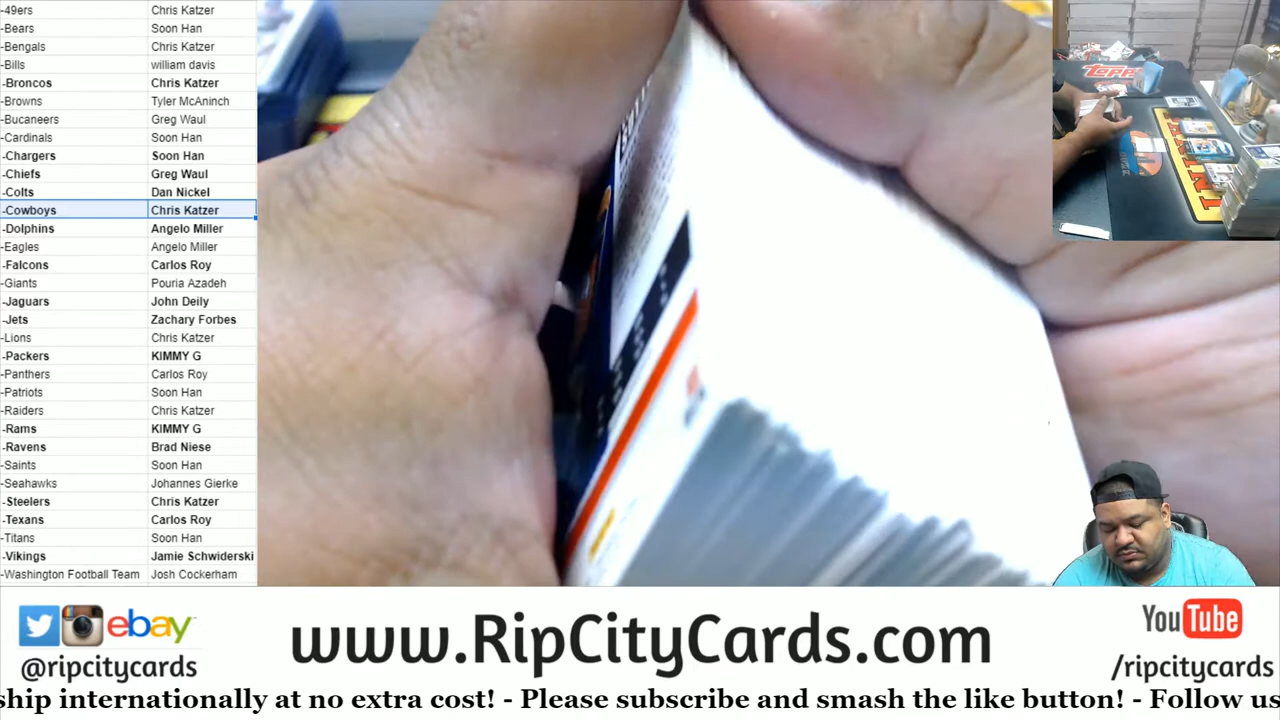 -49ers Chris Katzer
-Bears Soon Han
-Bengals Chris Katzer
-Bills william davis
-Broncos Chris Katzer
-Browns Tyler McAninch
-Bucaneers Greg Waul
-Cardinals Soon Han
-Chargers Soon Han
-Chiefs Greg Waul
-Colts Dan Nickel
-Cowboys Chris Katzer
-Dolphins Angelo Miller
-Eagles Angelo Miller
-Falcons Carlos Roy
-Giants Pouria Azadeh
-Jaguars John Deily
-Jets Zachary Forbes
-Lions Chris Katzer
-Packers KIMMY G
-Panthers Carlos Roy
-Patriots Soon Han
-Raiders Chris Katzer
-Rams KIMMY G
-Ravens Brad Niese
-Saints Soon Han
-Seahawks Johannes Gierke
-Steelers Chris Katzer
-Texans Carlos Roy
-Titans Soon Han
-Vikings Jamie Schwiderski
-Washington Football Team Josh Cockerham
TOPPS
PANINI
ebay
@ripcitycards
www.RipCityCards.com
YouTube
/ripcitycards
ship internationally at no extra cost! - Please subscribe and smash the like button! - Follow us